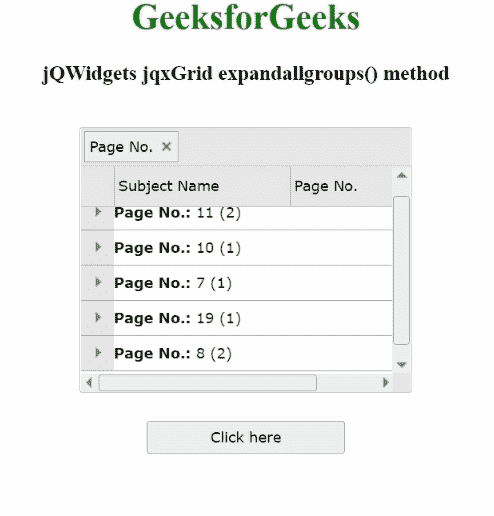 GeeksforGeeks
jQWidgets jqxGrid expandallgroups() method
Page No. ×
Subject Name Page No.
Page No.: 11 (2)
Page No.: 10 (1)
Page No.: 7 (1)
Page No.: 19 (1)
Page No.: 8 (2)
Click here